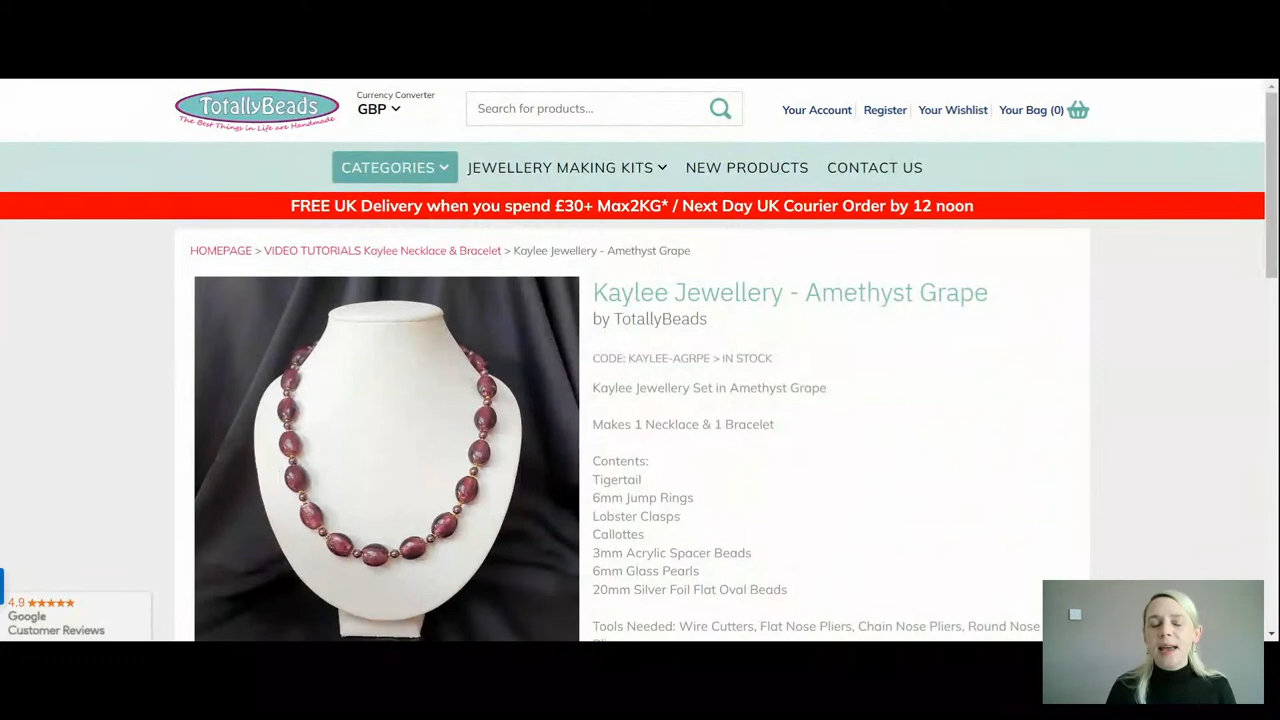 TotallyBeads
The Best Things in Life are Handmade
Currency Converter
GBP
Search for products...
Your Account
Register
Your Wishlist
Your Bag (0)
CATEGORIES
JEWELLERY MAKING KITS
NEW PRODUCTS
CONTACT US
FREE UK Delivery when you spend £30+ Max2KG* / Next Day UK Courier Order by 12 noon
HOMEPAGE > VIDEO TUTORIALS Kaylee Necklace & Bracelet > Kaylee Jewellery - Amethyst Grape
Kaylee Jewellery - Amethyst Grape
by TotallyBeads
CODE: KAYLEE-AGRPE > IN STOCK
Kaylee Jewellery Set in Amethyst Grape
Makes 1 Necklace & 1 Bracelet
Contents:
Tigertail
6mm Jump Rings
Lobster Clasps
Callottes
3mm Acrylic Spacer Beads
6mm Glass Pearls
20mm Silver Foil Flat Oval Beads
Tools Needed: Wire Cutters, Flat Nose Pliers, Chain Nose Pliers, Round Nose
4.9
Google
Customer Reviews